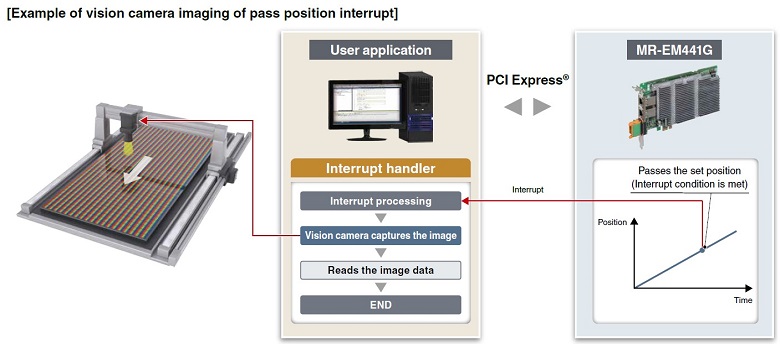 [Example of vision camera imaging of pass position interrupt]
User application
PCI Express®
MR-EM441G
Interrupt handler
Interrupt processing
Vision camera captures the image
Reads the image data
END
Interrupt
Passes the set position
(Interrupt condition is met)
Position
Time